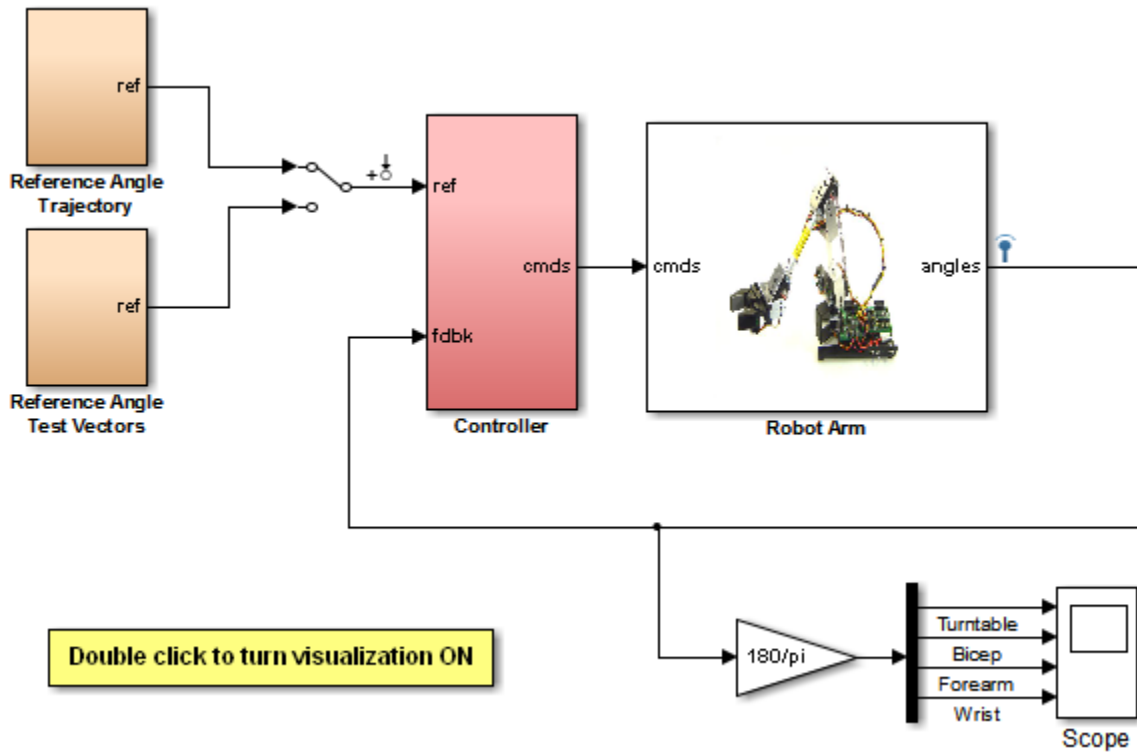 ref
Reference Angle
Trajectory
ref
Reference Angle
Test Vectors
+
ref
cmds
fdbk
Controller
cmds
angles
Robot Arm
Double click to turn visualization ON
180/pi
Turntable
Bicep
Forearm
Wrist
Scope